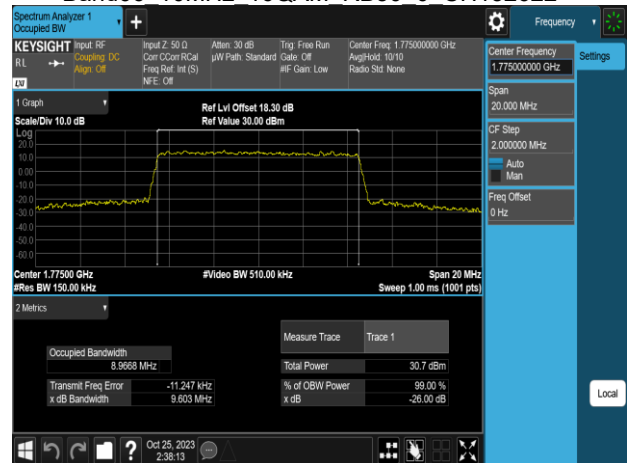 Spectrum Analyzer 1
Occupied BW
Frequency
KEYSIGHT
RL
LXI
Input: RF
Coupling: DC
Align: Off
Input Z: 50 Ω
Corr CCorr RCal
Freq Ref: Int (S)
NFE: Off
Atten: 30 dB
µW Path: Standard
Trig: Free Run
Gate: Off
#IF Gain: Low
Center Freq: 1.775000000 GHz
Avg|Hold: 10/10
Radio Std: None
Center Frequency
1.775000000 GHz
Settings
Span
20.000 MHz
CF Step
2.000000 MHz
Auto
Man
Freq Offset
0 Hz
1 Graph
Scale/Div 10.0 dB
Ref Lvl Offset 18.30 dB
Ref Value 30.00 dBm
Log
20.0
10.0
0.00
-10.0
-20.0
-30.0
-40.0
-50.0
-60.0
Center 1.77500 GHz
#Video BW 510.00 kHz
Span 20 MHz
#Res BW 150.00 kHz
Sweep 1.00 ms (1001 pts)
2 Metrics
Measure Trace
Trace 1
Occupied Bandwidth
8.9668 MHz
Total Power
30.7 dBm
Transmit Freq Error
-11.247 kHz
% of OBW Power
99.00 %
x dB Bandwidth
9.603 MHz
x dB
-26.00 dB
Local
?
Oct 25, 2023
2:38:13